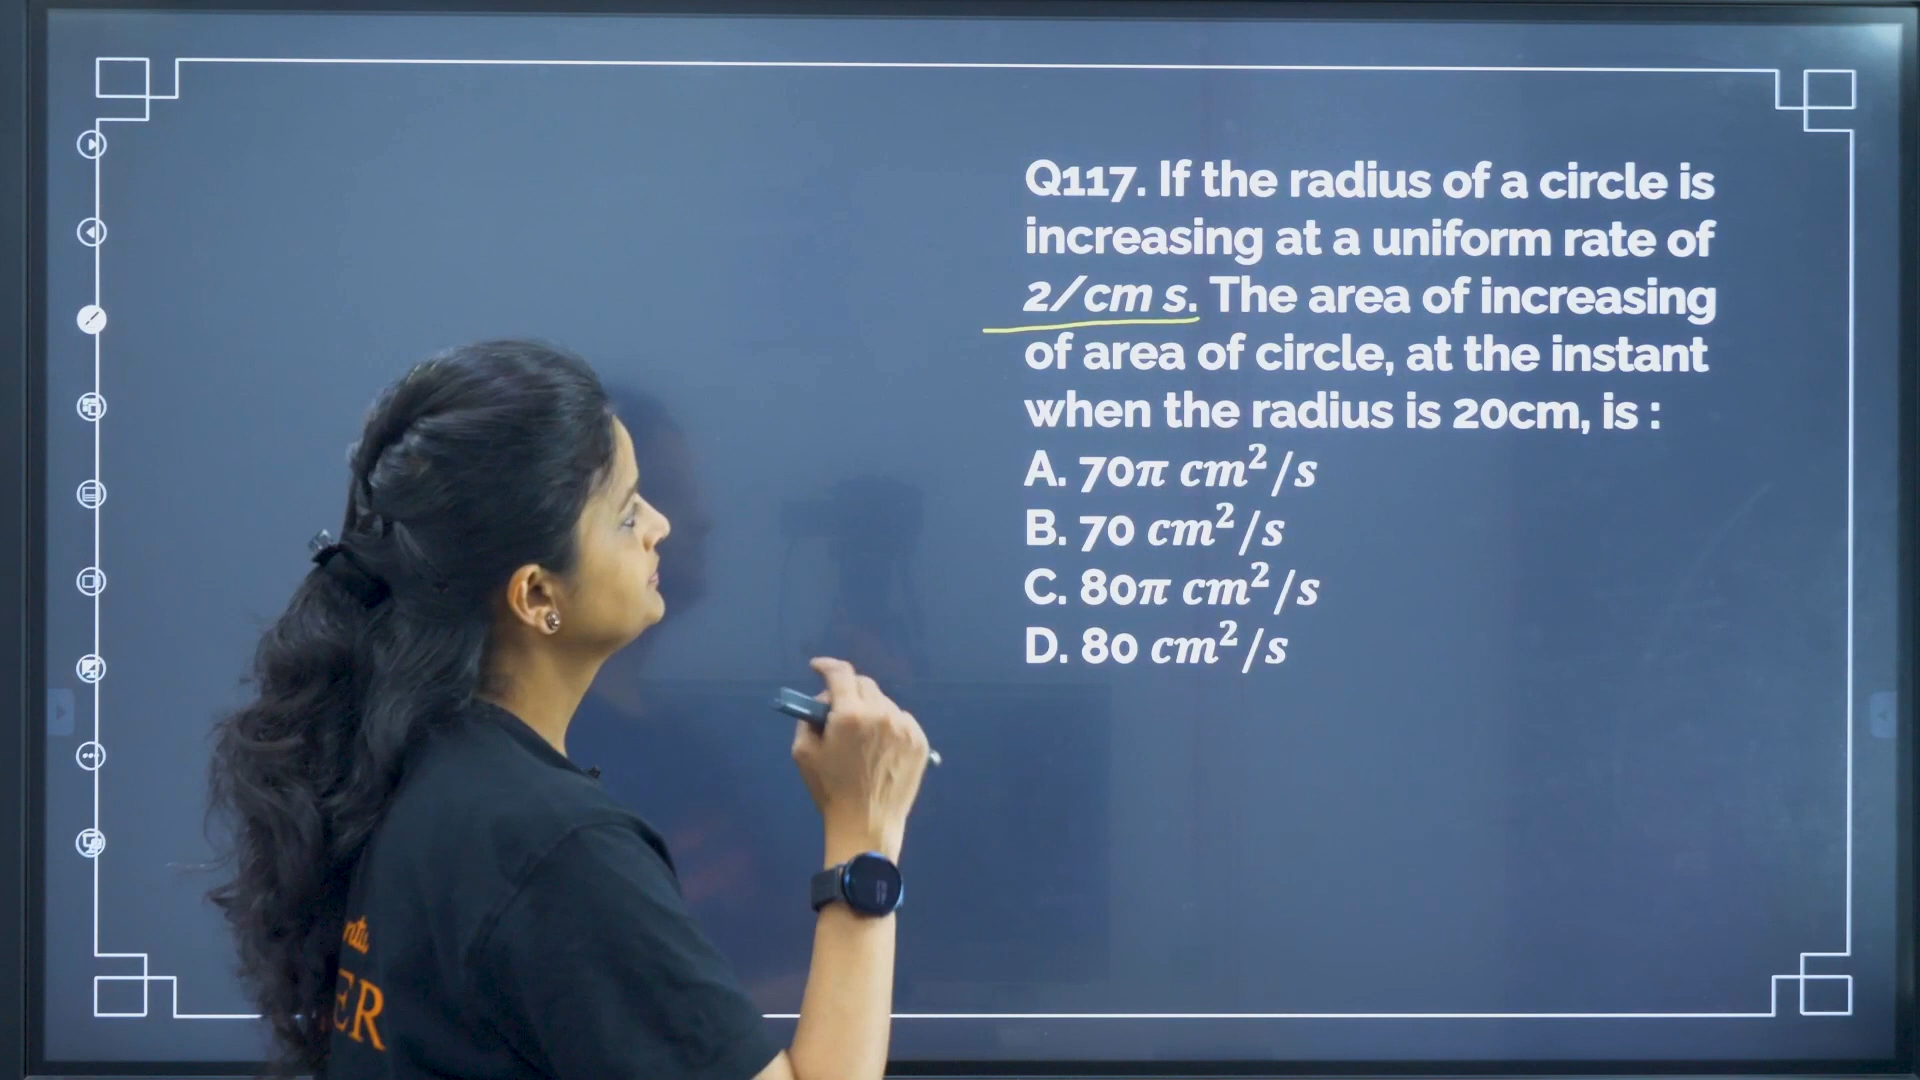 Q117. If the radius of a circle is
increasing at a uniform rate of
2/cm s. The area of increasing
of area of circle, at the instant
when the radius is 20cm, is :
A. 70π cm²/s
B. 70 cm²/s
C. 80π cm²/s
D. 80 cm²/s
ER